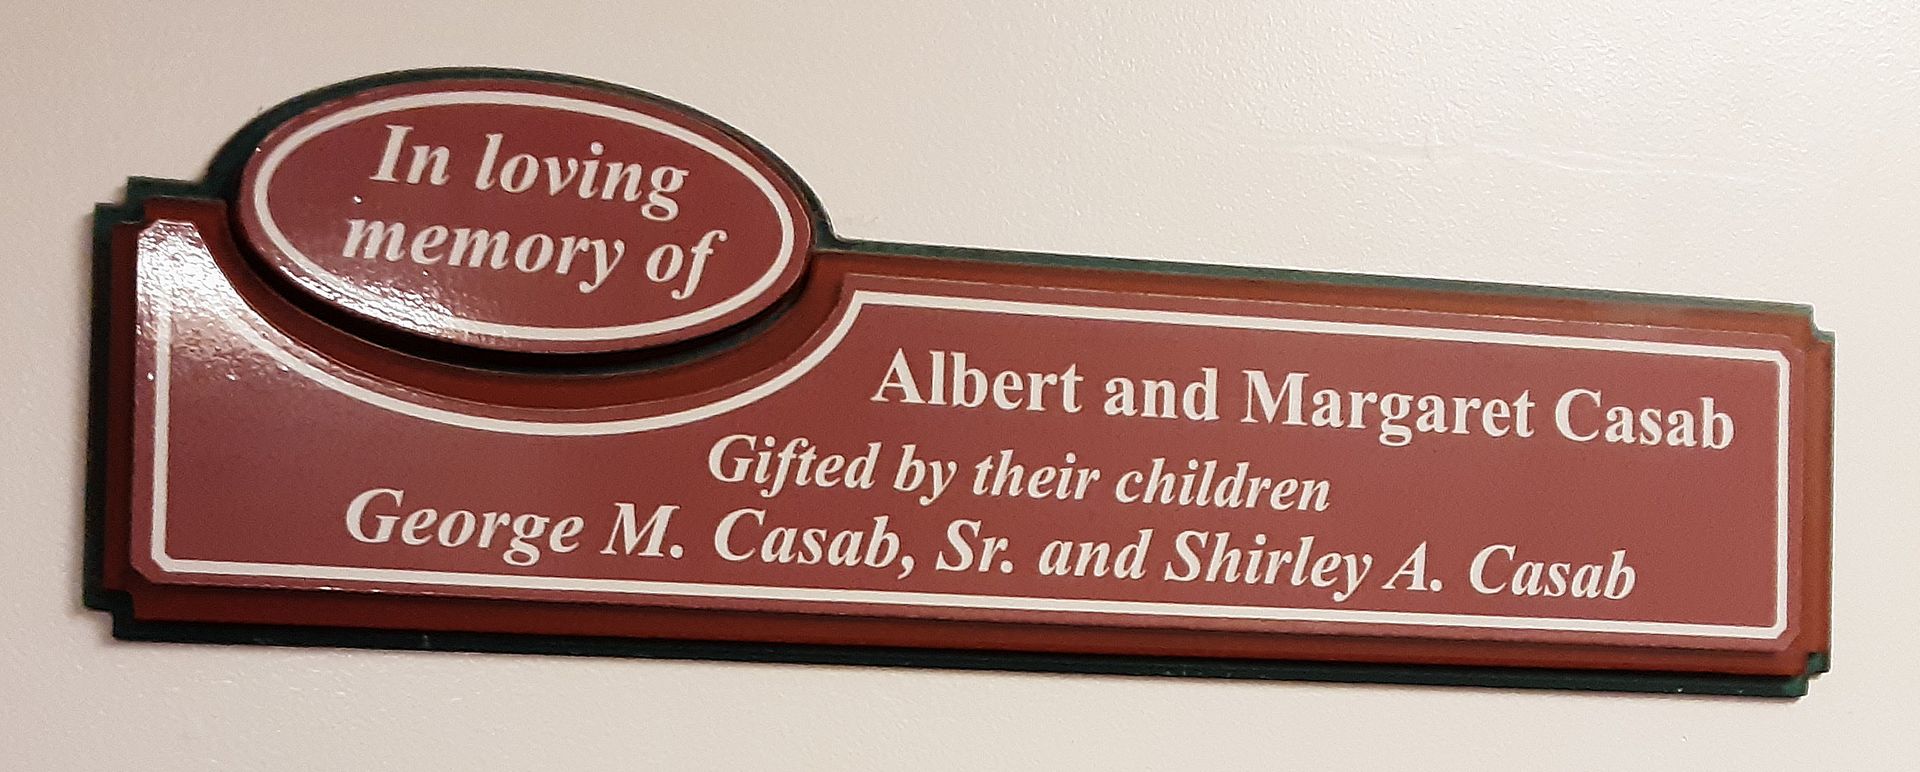 In loving
memory of
Albert and Margaret Casab
Gifted by their children
George M. Casab, Sr. and Shirley A. Casab